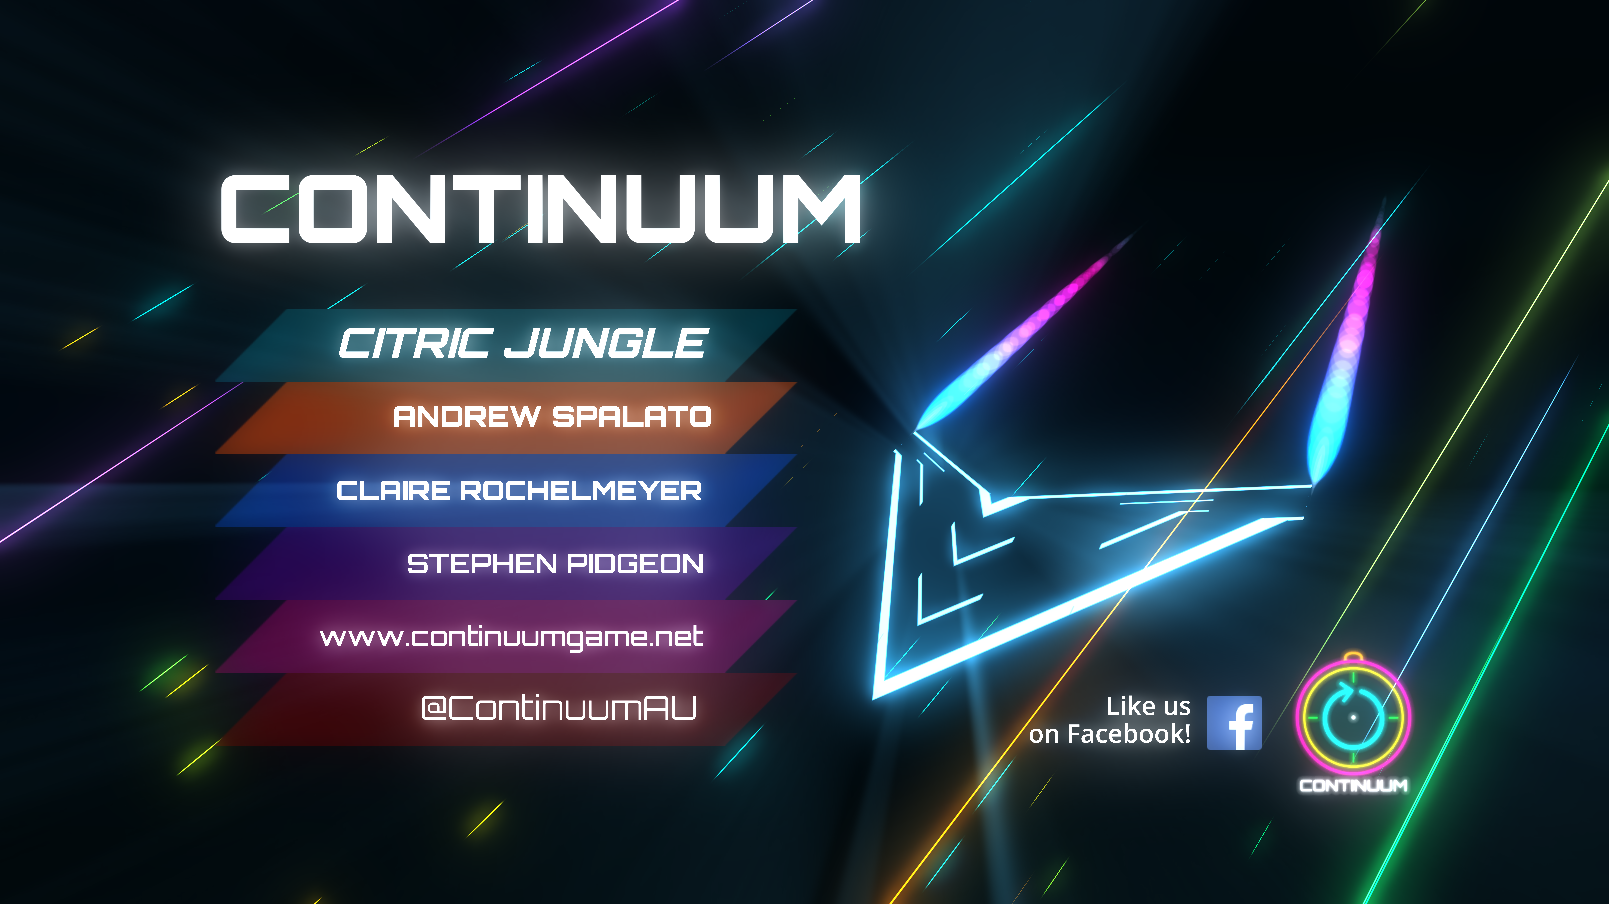 CONTINUUM
CITRIC JUNGLE
ANDREW SPALATO
CLAIRE ROCHELMEYER
STEPHEN PIDGEON
www.continuumgame.net
@ContinuumAU
Like us
on Facebook!
f
CONTINUUM